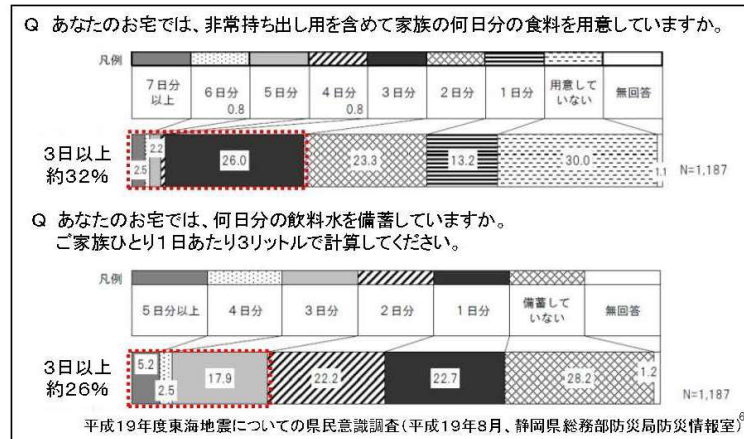 Q あなたのお宅では、非常持ち出し用を含めて家族の何日分の食料を用意していますか。
凡例
7日分以上 6日分 5日分 4日分 3日分 2日分 1日分 用意していない 無回答
0.8 0.8
3日以上
約32%
2.5 2.2 26.0 23.3 13.2 30.0 1.1 N=1,187
Q あなたのお宅では、何日分の飲料水を備蓄していますか。
ご家族ひとり1日あたり3リットルで計算してください。
凡例
5日分以上 4日分 3日分 2日分 1日分 備蓄していない 無回答
3日以上
約26%
5.2 2.5 17.9 22.2 22.7 28.2 1.2 N=1,187
平成19年度東海地震についての県民意識調査(平成19年8月、静岡県総務部防災局防災情報室)
6